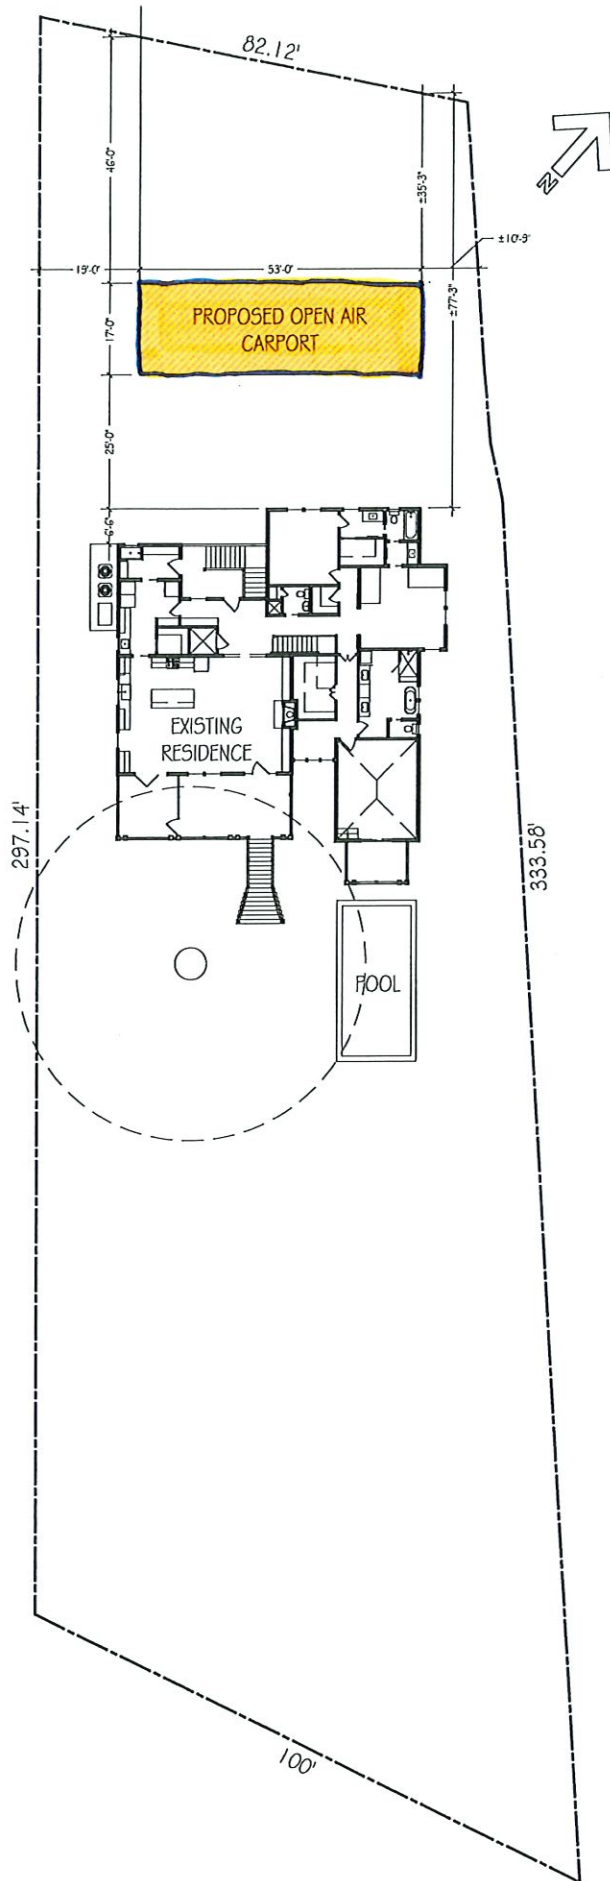 82.12'
46'-0"
±35'-3"
N
±10'-9"
19'-0"
53'-0"
±77'-3"
17'-0"
PROPOSED OPEN AIR
CARPORT
25'-0"
6'-6"
EXISTING
RESIDENCE
297.14'
333.58'
POOL
100'